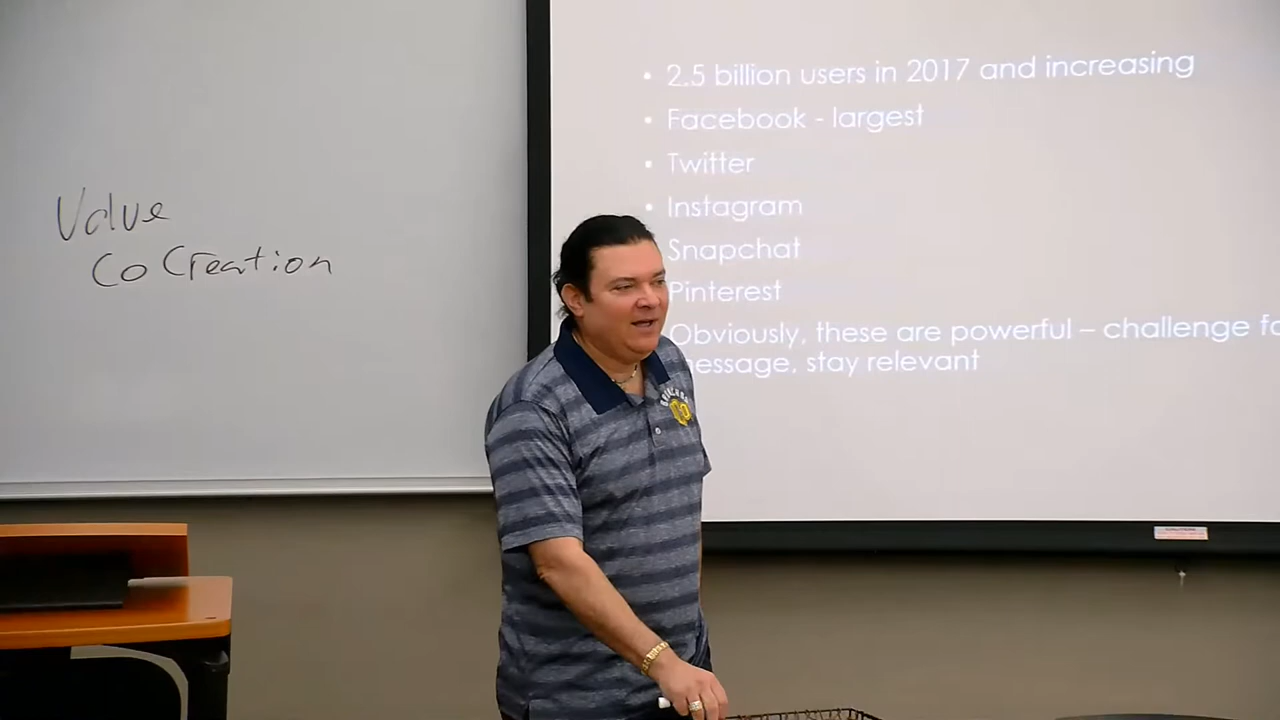 Value
Co Creation
• 2.5 billion users in 2017 and increasing
• Facebook - largest
• Twitter
• Instagram
Snapchat
Pinterest
Obviously, these are powerful – challenge
message, stay relevant